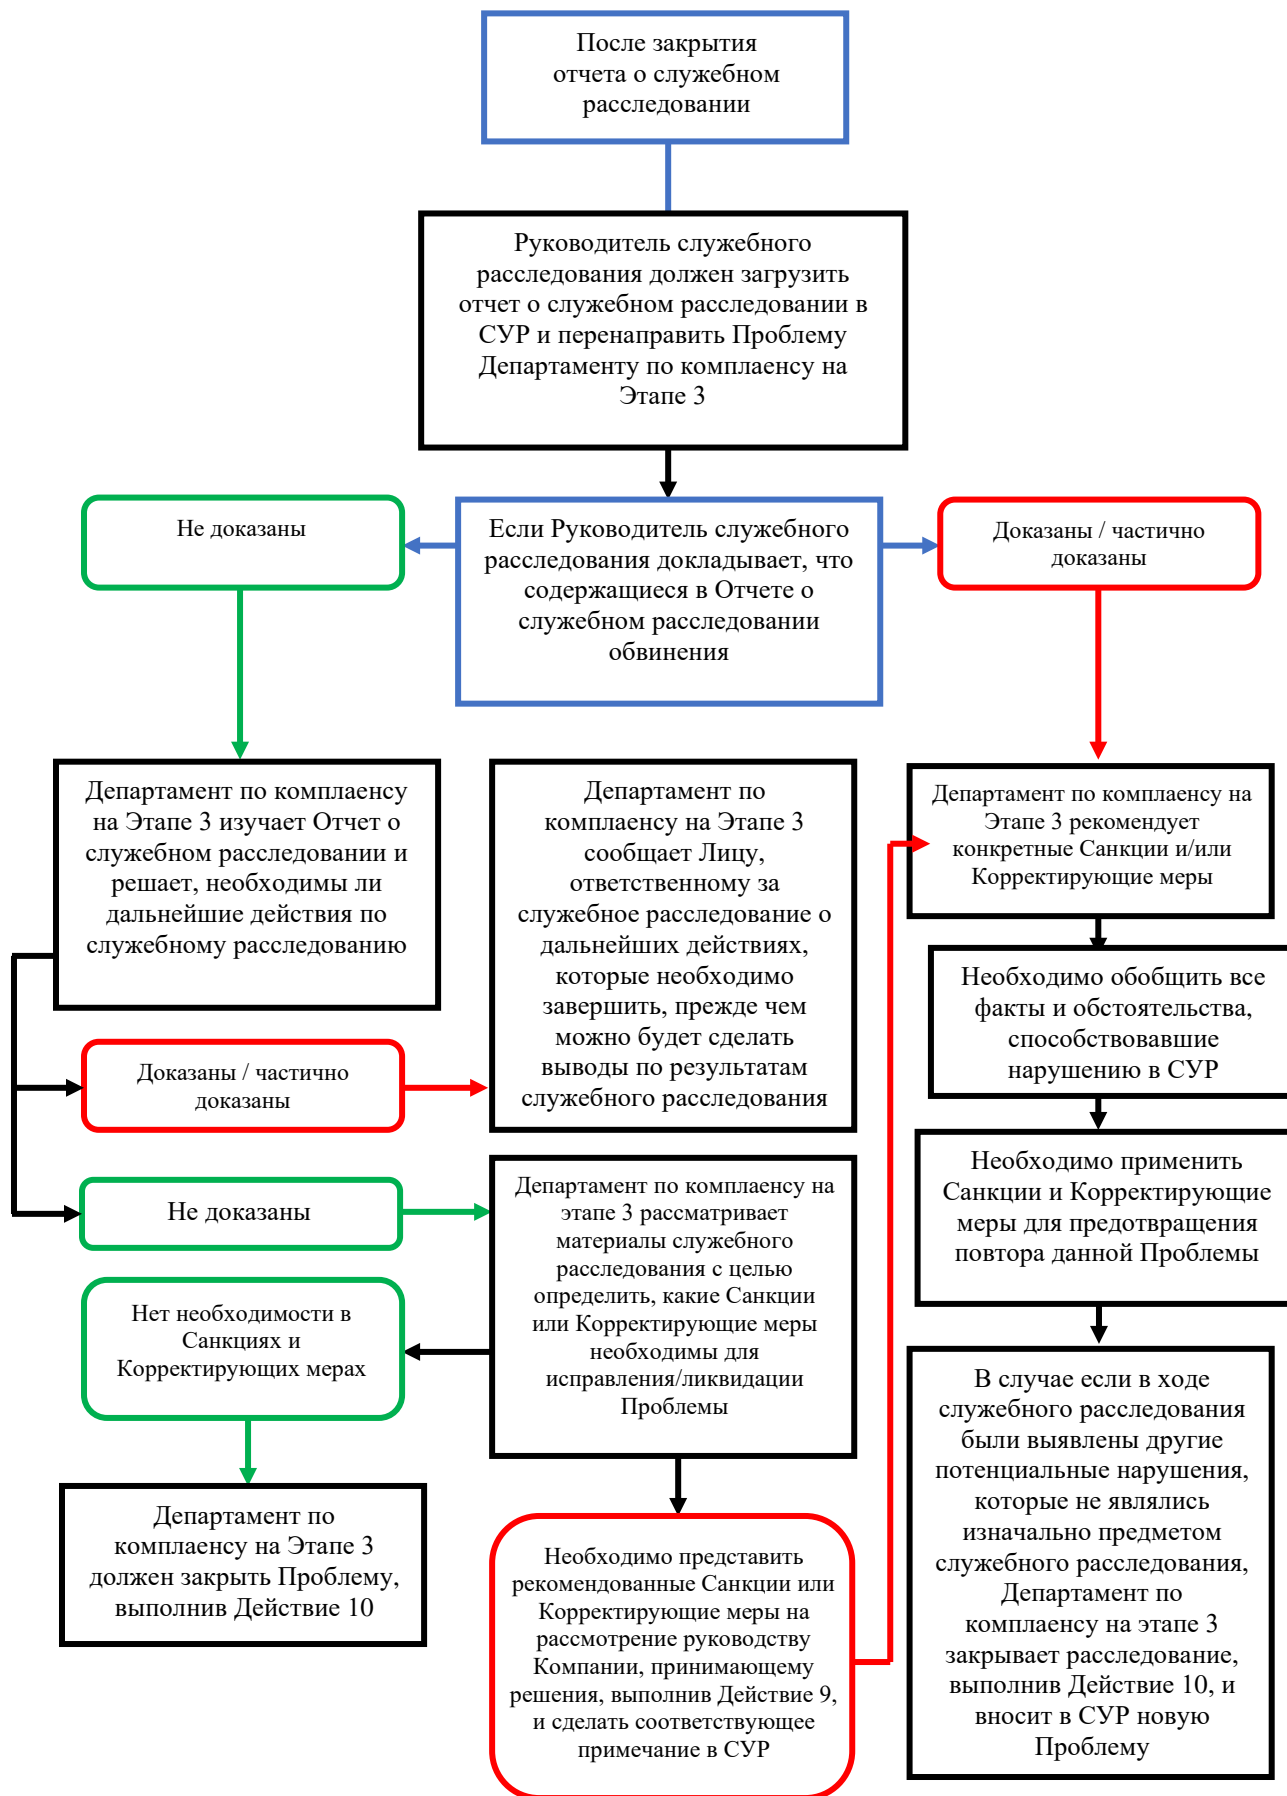 После закрытия
отчета о служебном
расследовании
Руководитель служебного
расследования должен загрузить
отчет о служебном расследовании в
СУР и перенаправить Проблему
Департаменту по комплаенсу на
Этапе 3
Не доказаны
Если Руководитель служебного
расследования докладывает, что
содержащиеся в Отчете о
служебном расследовании
обвинения
Доказаны / частично
доказаны
Департамент по комплаенсу
на Этапе 3 изучает Отчет о
служебном расследовании и
решает, необходимы ли
дальнейшие действия по
служебному расследованию
Департамент по
комплаенсу на Этапе 3
сообщает Лицу,
ответственному за
служебное расследование о
дальнейших действиях,
которые необходимо
завершить, прежде чем
можно будет сделать
выводы по результатам
служебного расследования
Департамент по комплаенсу на
Этапе 3 рекомендует
конкретные Санкции и/или
Корректирующие меры
Необходимо обобщить все
факты и обстоятельства,
способствовавшие
нарушению в СУР
Доказаны / частично
доказаны
Необходимо применить
Санкции и Корректирующие
меры для предотвращения
повтора данной Проблемы
Не доказаны
Департамент по комплаенсу на
этапе 3 рассматривает
материалы служебного
расследования с целью
определить, какие Санкции
или Корректирующие меры
необходимы для
исправления/ликвидации
Проблемы
Нет необходимости в
Санкциях и
Корректирующих мерах
В случае если в ходе
служебного расследования
были выявлены другие
потенциальные нарушения,
которые не являлись
изначально предметом
служебного расследования,
Департамент по
комплаенсу на этапе 3
закрывает расследование,
выполнив Действие 10, и
вносит в СУР новую
Проблему
Департамент по
комплаенсу на Этапе 3
должен закрыть Проблему,
выполнив Действие 10
Необходимо представить
рекомендованные Санкции или
Корректирующие меры на
рассмотрение руководству
Компании, принимающему
решения, выполнив Действие 9,
и сделать соответствующее
примечание в СУР